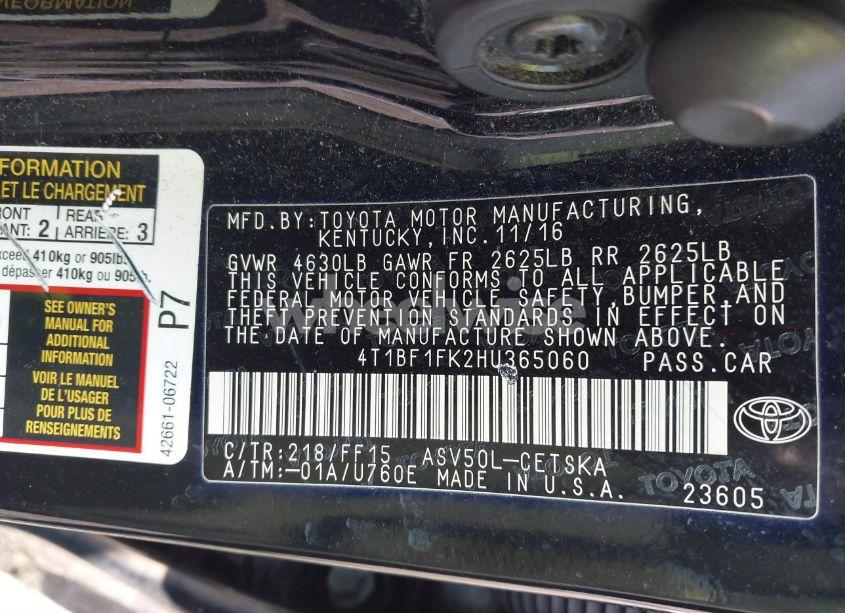 INFORMATION
FORMATION
ET LE CHARGEMENT
FRONT
ANT: 2
REAR
ARRIÈRE: 3
exceed 410kg or 905lb.
dépasser 410kg ou 905lb.
SEE OWNER'S
MANUAL FOR
ADDITIONAL
INFORMATION
VOIR LE MANUEL
DE L'USAGER
POUR PLUS DE
RENSEIGNEMENTS
P7
42661-06722
MFD.BY:TOYOTA MOTOR MANUFACTURING,
KENTUCKY,INC.11/16
GVWR 4630LB GAWR FR 2625LB RR 2625LB
THIS VEHICLE CONFORMS TO ALL APPLICABLE
FEDERAL MOTOR VEHICLE SAFETY,BUMPER,AND
THEFT PREVENTION STANDARDS IN EFFECT ON
THE DATE OF MANUFACTURE SHOWN ABOVE.
4T1BF1FK2HU365060 PASS.CAR
C/TR:218/FF15 ASV50L-CETSKA
A/TM:-01A/U760E MADE IN U.S.A. 23605
TOYOTA